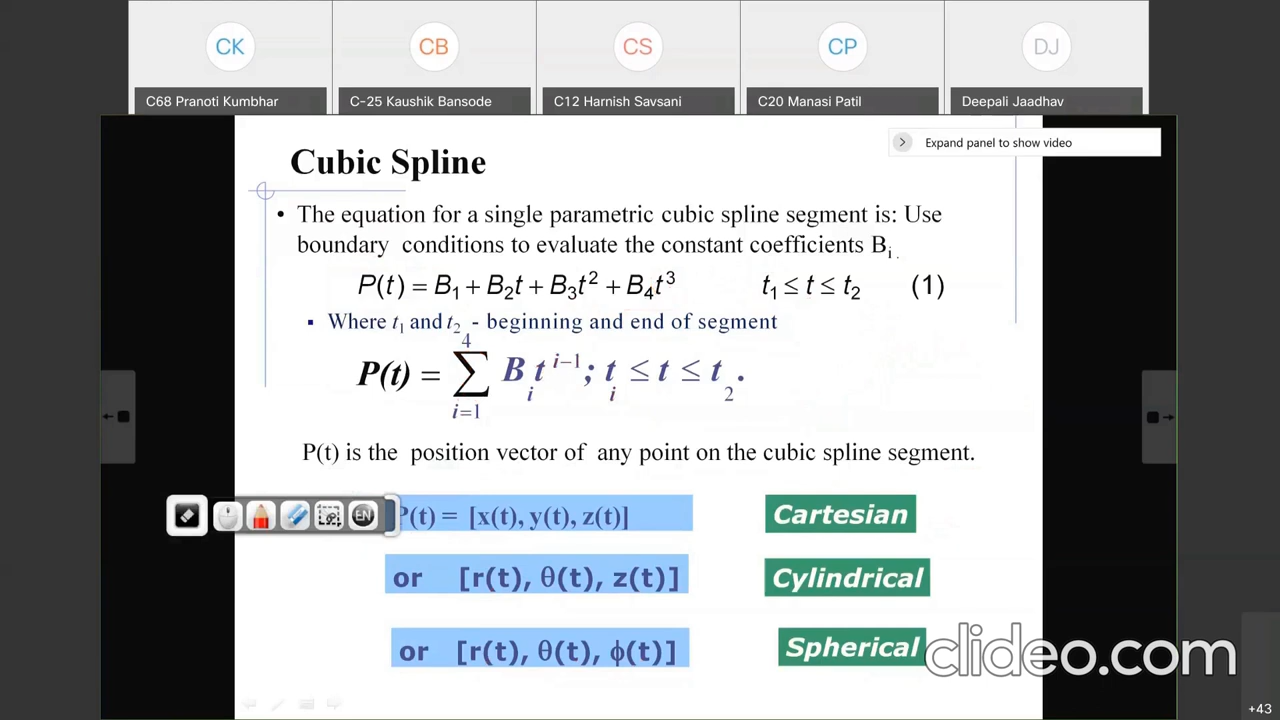 CK
CB
CS
CP
DJ
C68 Pranoti Kumbhar
C-25 Kaushik Bansode
C12 Harnish Savsani
C20 Manasi Patil
Deepali Jaadhav
Expand panel to show video
Cubic Spline
• The equation for a single parametric cubic spline segment is: Use
boundary conditions to evaluate the constant coefficients Bi .
P(t) = B₁ + B₂t + B₃t² + B₄t³ t₁ ≤ t ≤ t₂ (1)
▪ Where t₁ and t₂ - beginning and end of segment
P(t) = ∑ i=1 4 B i t i−1 ; t i ≤ t ≤ t 2 .
P(t) is the position vector of any point on the cubic spline segment.
EN
P(t) = [x(t), y(t), z(t)] Cartesian
or [r(t), θ(t), z(t)] Cylindrical
or [r(t), θ(t), ϕ(t)] Spherical
clideo.com
+43